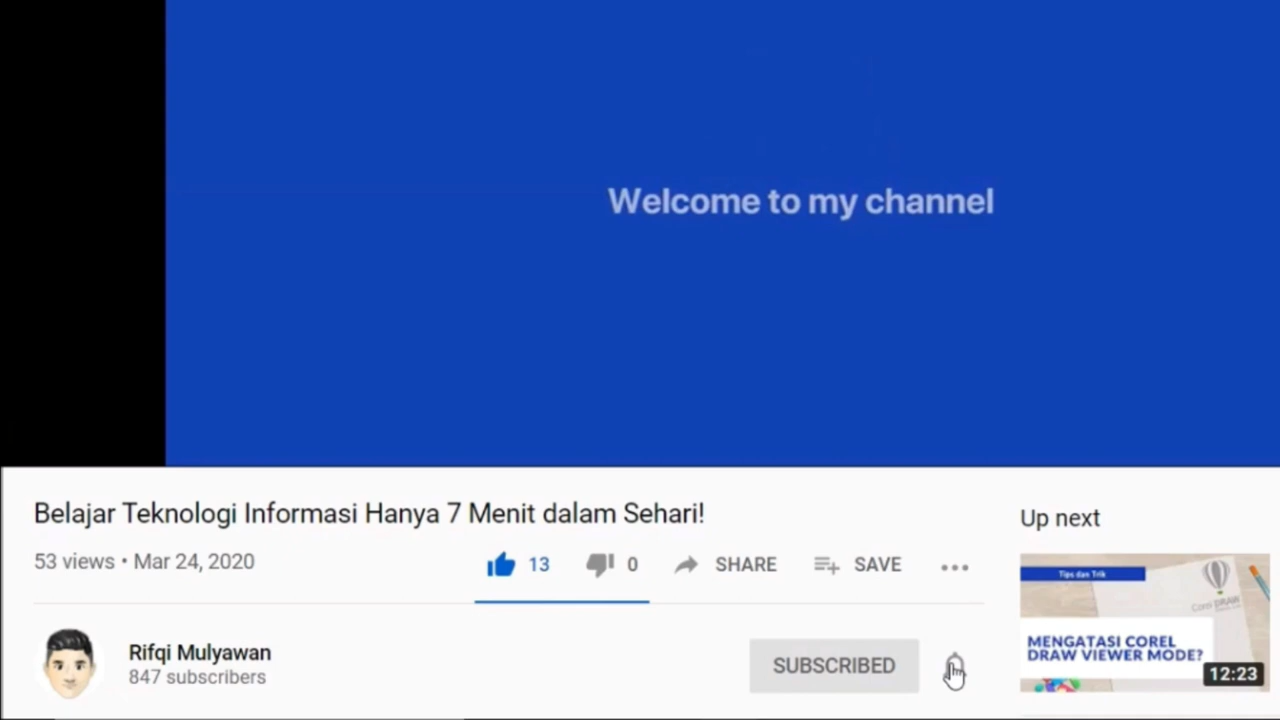 Welcome to my channel
Belajar Teknologi Informasi Hanya 7 Menit dalam Sehari!
53 views • Mar 24, 2020
13
0
SHARE
SAVE
Rifqi Mulyawan
847 subscribers
SUBSCRIBED
Up next
Tips dan Trik
Corel DRAW
MENGATASI COREL
DRAW VIEWER MODE?
12:23